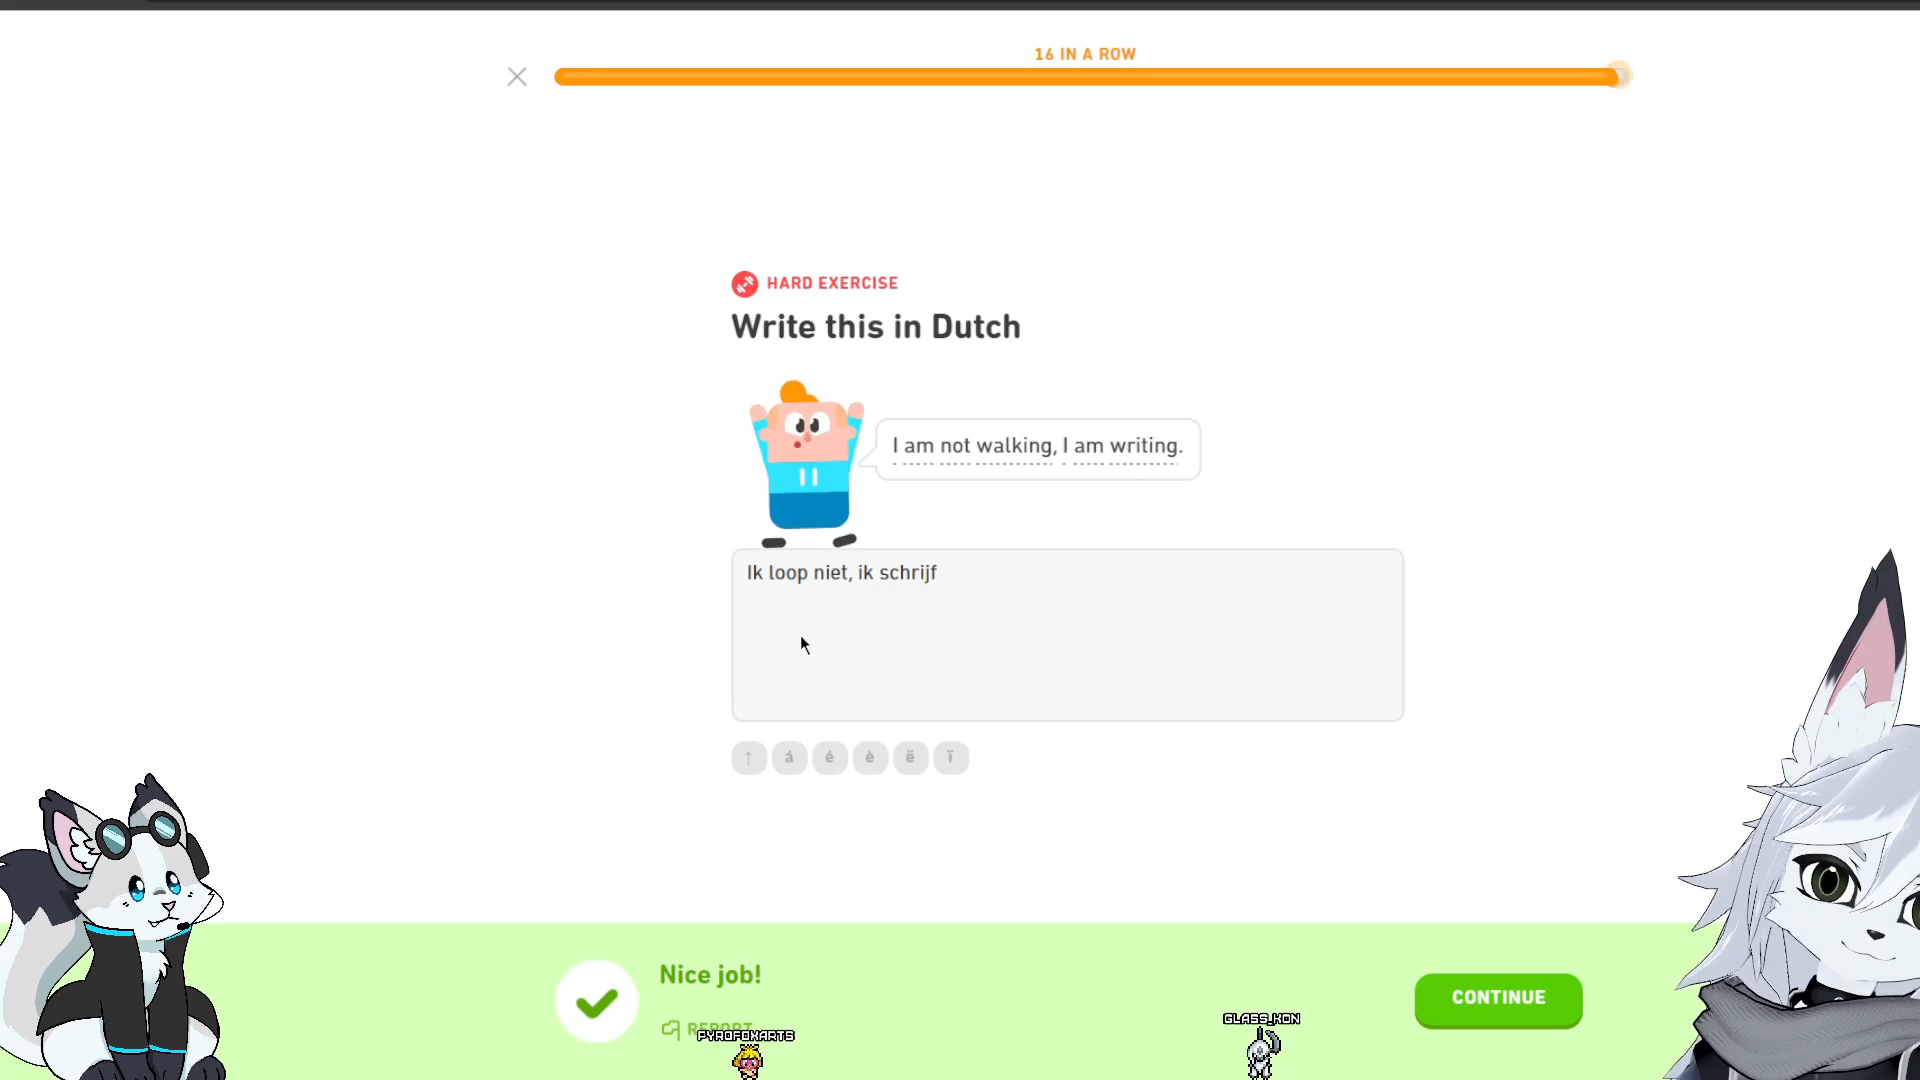 16 IN A ROW
HARD EXERCISE
Write this in Dutch
I am not walking, I am writing.
Ik loop niet, ik schrijf
↑ á é è ë ï
Nice job!
REPORT
CONTINUE
PYROFOXARTS
GLASS_KON